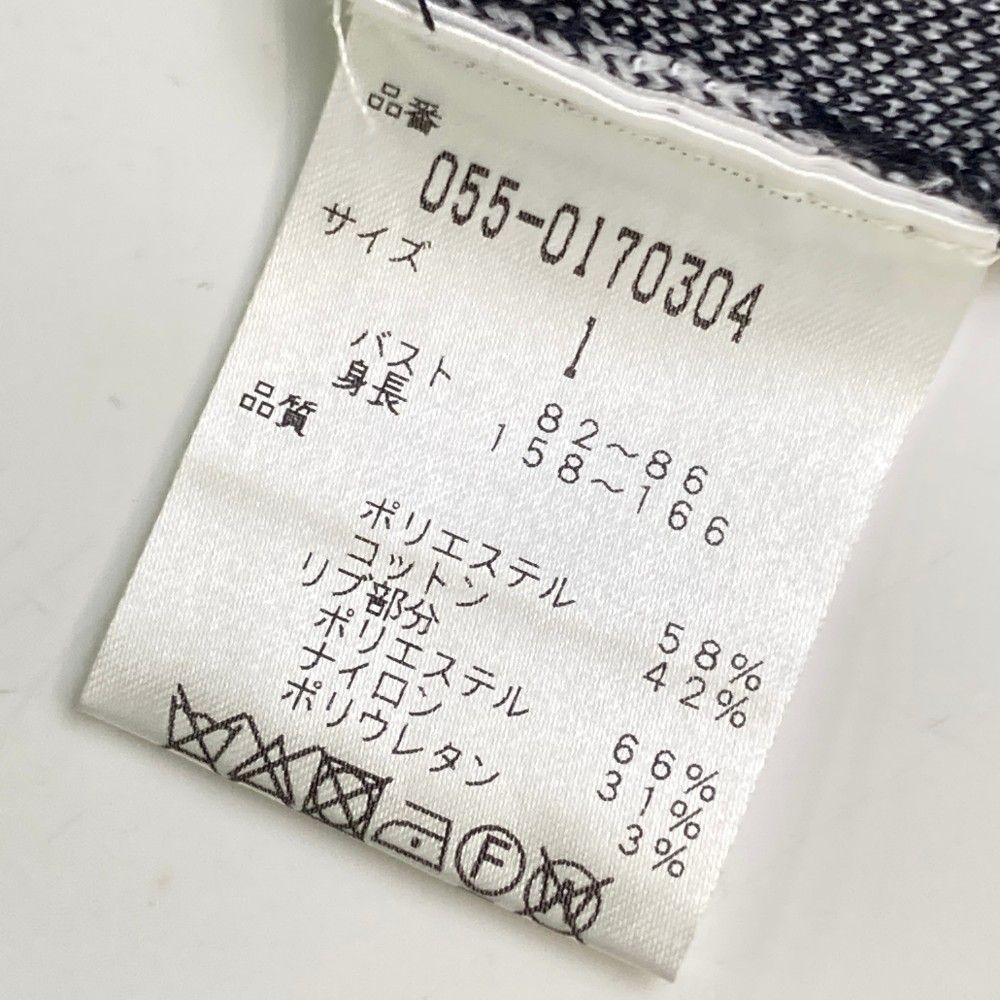 品番
055-0170304
サイズ
1
バスト 82～86
身長 158～166
品質
ポリエステル 58%
コットン 42%
リブ部分
ポリエステル 66%
ナイロン 31%
ポリウレタン 3%
F W